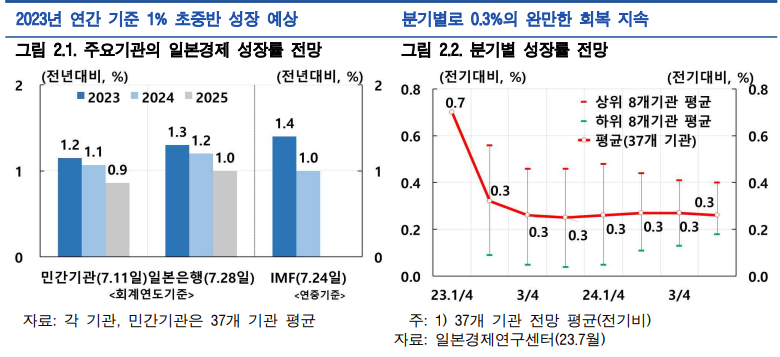 2023년 연간 기준 1% 초중반 성장 예상
그림 2.1. 주요기관의 일본경제 성장률 전망
(전년대비, %)
(전년대비, %)
2023
2024
2025
2
1
0
1.2
1.1
0.9
1.3
1.2
1.0
1.4
1.0
2
1
0
민간기관(7.11일)
일본은행(7.28일)
IMF(7.24일)
<회계연도기준>
<연중기준>
자료: 각 기관, 민간기관은 37개 기관 평균
분기별로 0.3%의 완만한 회복 지속
그림 2.2. 분기별 성장률 전망
(전기대비, %)
(전기대비, %)
상위 8개기관 평균
하위 8개기관 평균
평균(37개 기관)
0.8
0.6
0.4
0.2
0.0
0.7
0.3
0.3
0.3
0.3
0.3
0.3
0.3
0.8
0.6
0.4
0.2
0.0
23.1/4
3/4
24.1/4
3/4
주: 1) 37개 기관 전망 평균(전기비)
자료: 일본경제연구센터(23.7월)